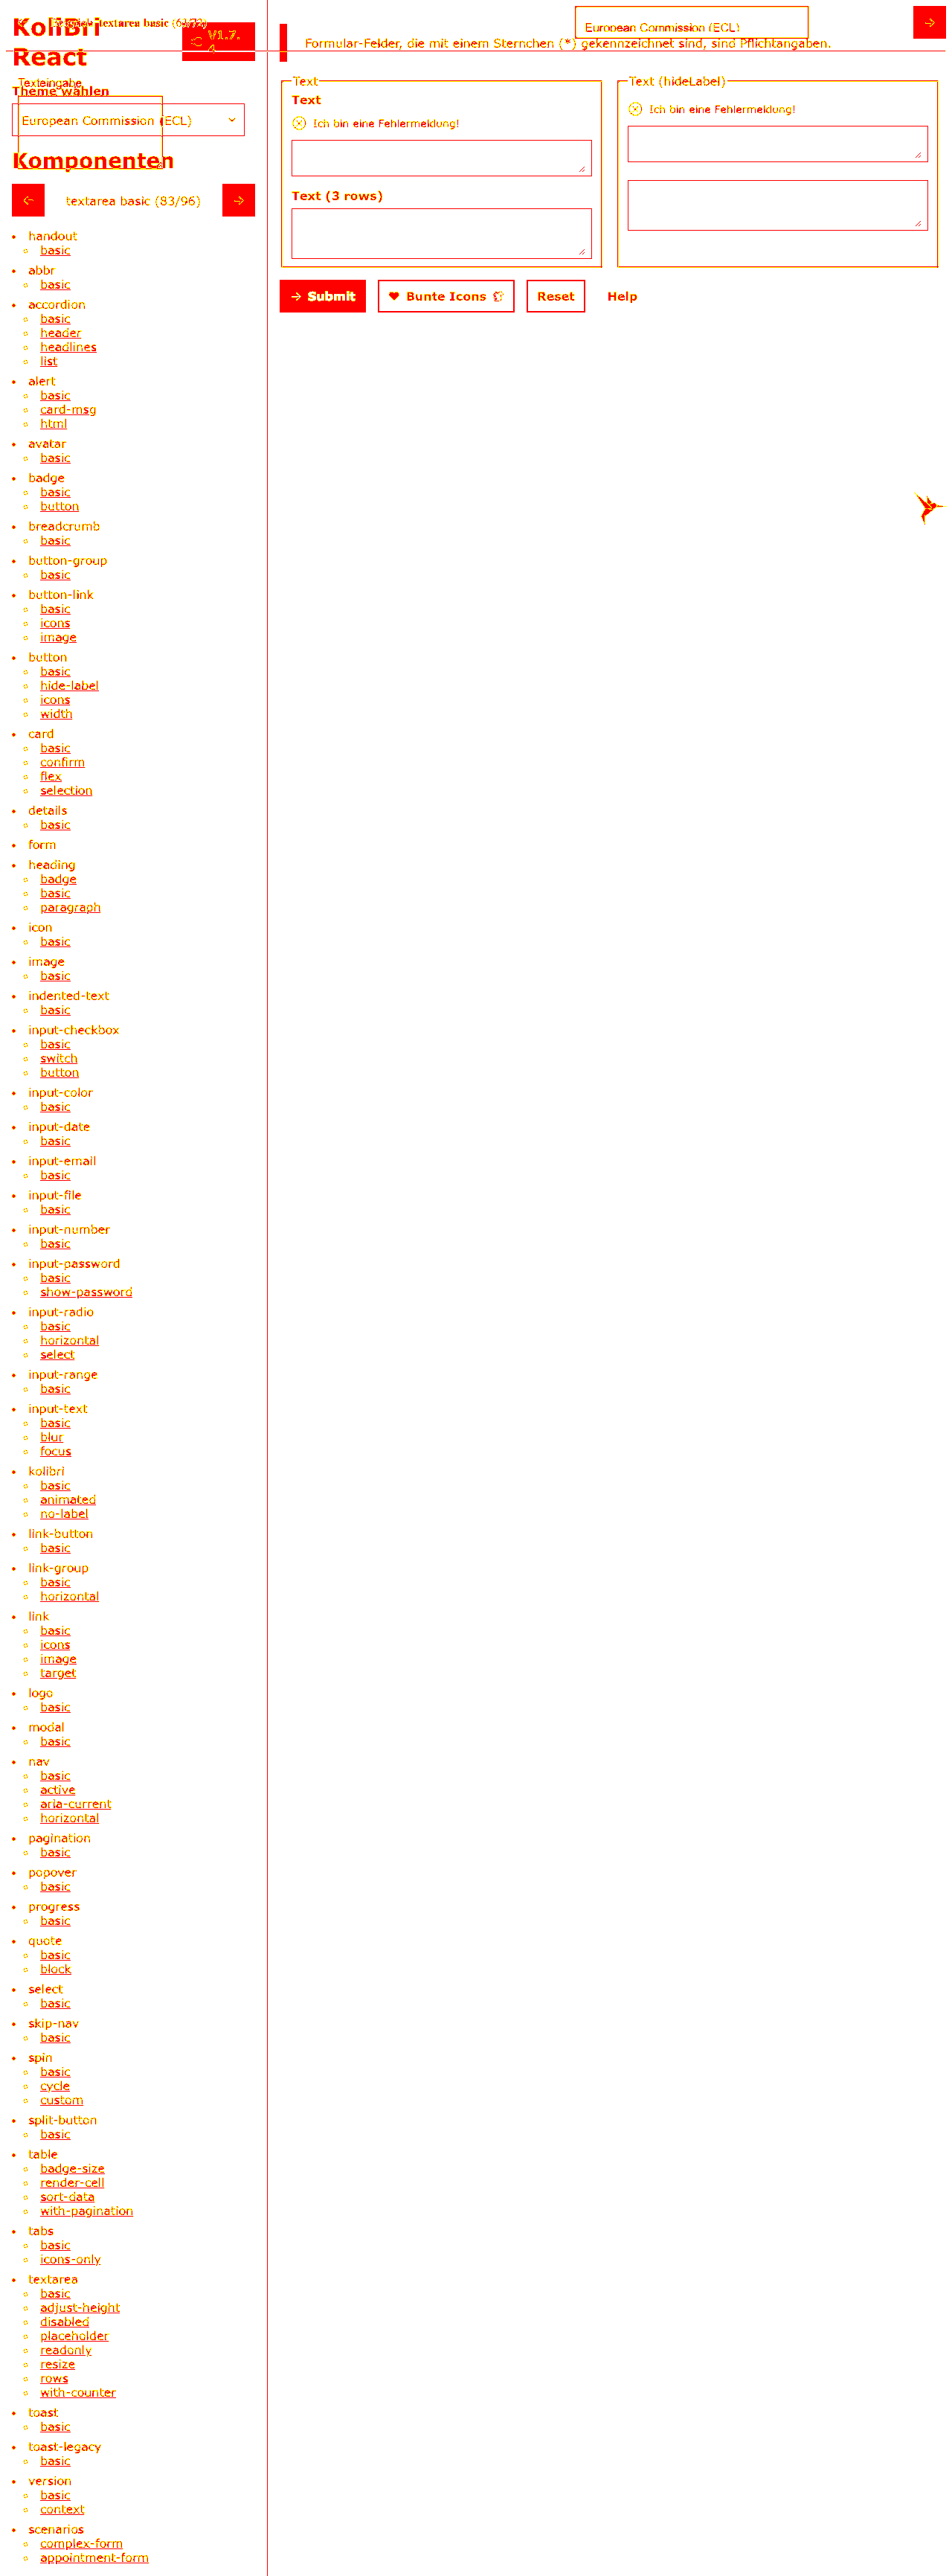 KoliBri
React
textarea basic
V1.7.
4
Texteingabe
Theme wählen
European Commission (ECL)
Komponenten
textarea basic (83/96)
handout
basic
abbr
basic
accordion
basic
header
headlines
list
alert
basic
card-msg
html
avatar
basic
badge
basic
button
breadcrumb
basic
button-group
basic
button-link
basic
icons
image
button
basic
hide-label
icons
width
card
basic
confirm
flex
selection
details
basic
form
heading
badge
basic
paragraph
icon
basic
image
basic
indented-text
basic
input-checkbox
basic
switch
button
input-color
basic
input-date
basic
input-email
basic
input-file
basic
input-number
basic
input-password
basic
show-password
input-radio
basic
horizontal
select
input-range
basic
input-text
basic
blur
focus
kolibri
basic
animated
no-label
link-button
basic
link-group
basic
horizontal
link
basic
icons
image
target
logo
basic
modal
basic
nav
basic
active
aria-current
horizontal
pagination
basic
popover
basic
progress
basic
quote
basic
block
select
basic
skip-nav
basic
spin
basic
cycle
custom
split-button
basic
table
badge-size
render-cell
sort-data
with-pagination
tabs
basic
icons-only
textarea
basic
adjust-height
disabled
placeholder
readonly
resize
rows
with-counter
toast
basic
toast-legacy
basic
version
basic
context
scenarios
complex-form
appointment-form
European Commission (ECL)
Formular-Felder, die mit einem Sternchen (*) gekennzeichnet sind, sind Pflichtangaben.
Text
Text
Ich bin eine Fehlermeldung!
Text (3 rows)
Text (hideLabel)
Ich bin eine Fehlermeldung!
Submit
Bunte Icons
Reset
Help